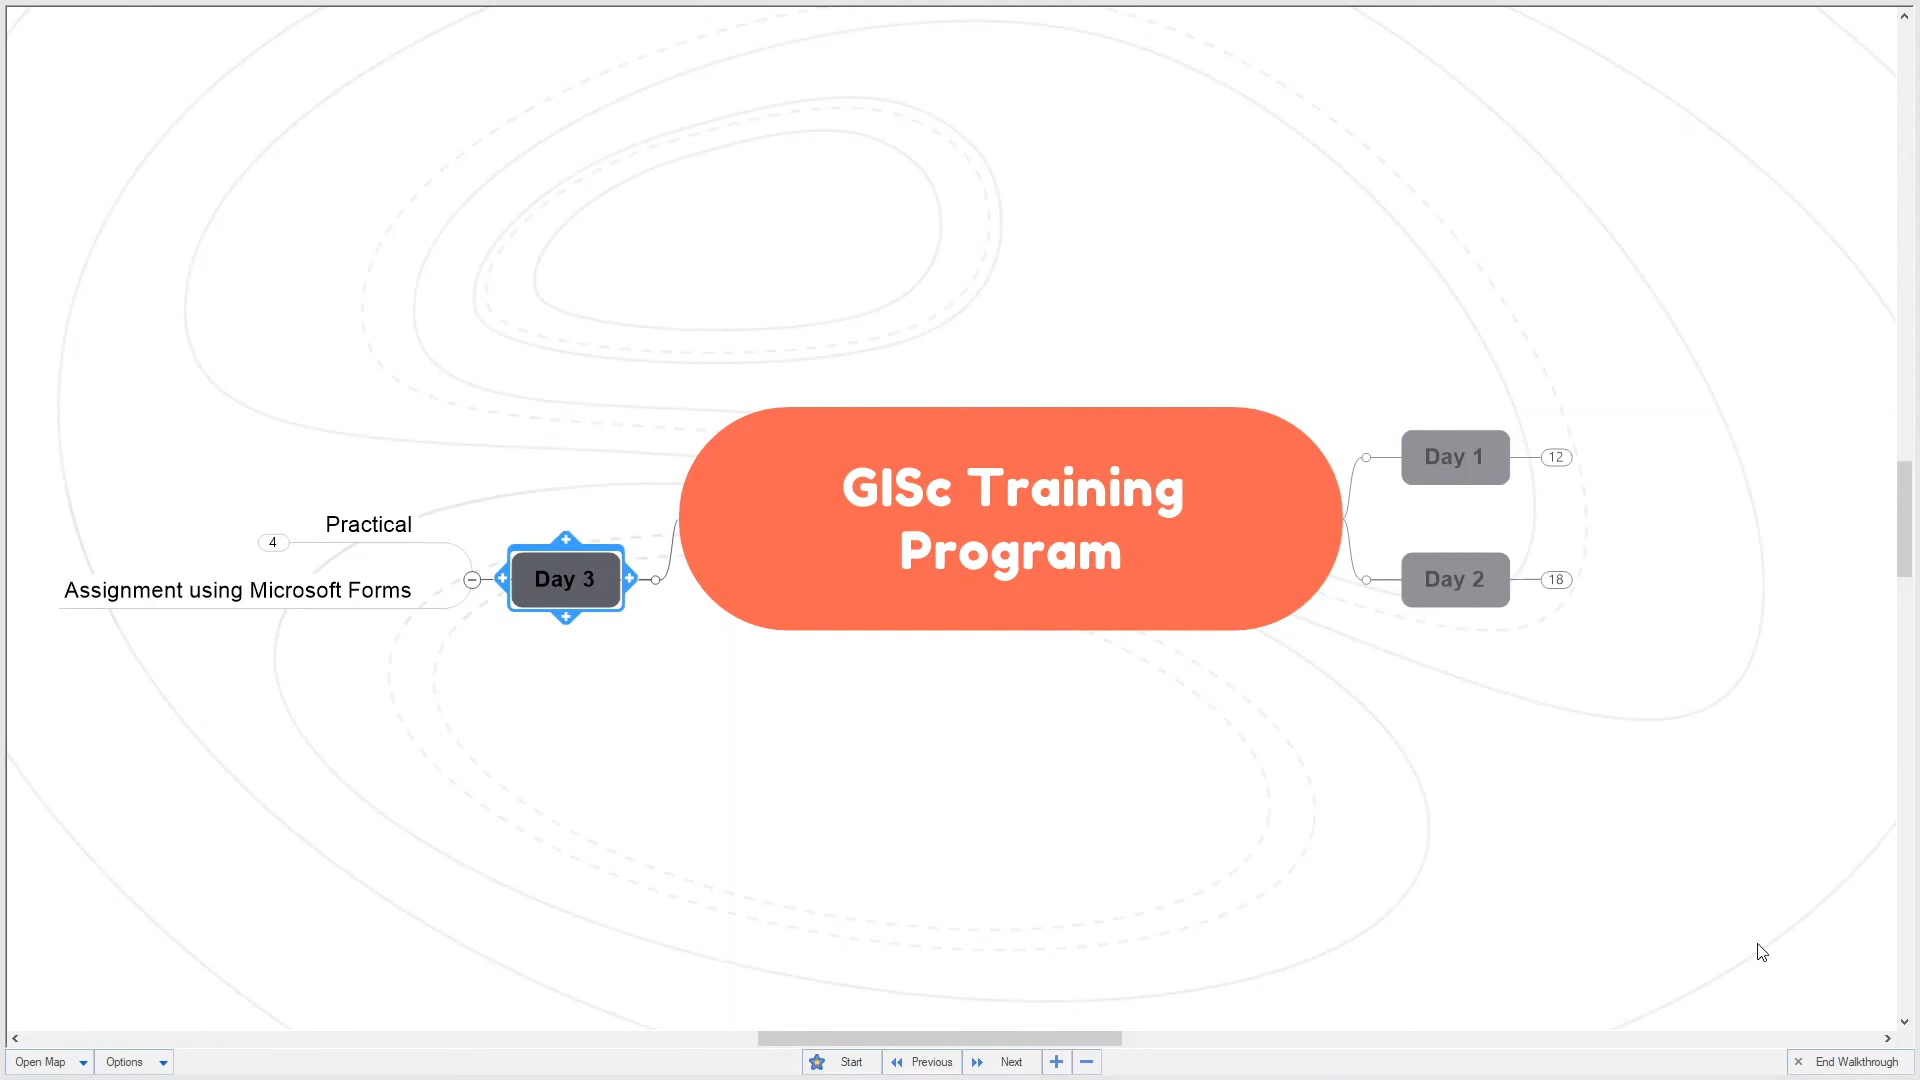 GISc Training
Program
Day 1
12
Day 2
18
Day 3
Practical
4
Assignment using Microsoft Forms
Open Map
Options
Start
Previous
Next
End Walkthrough